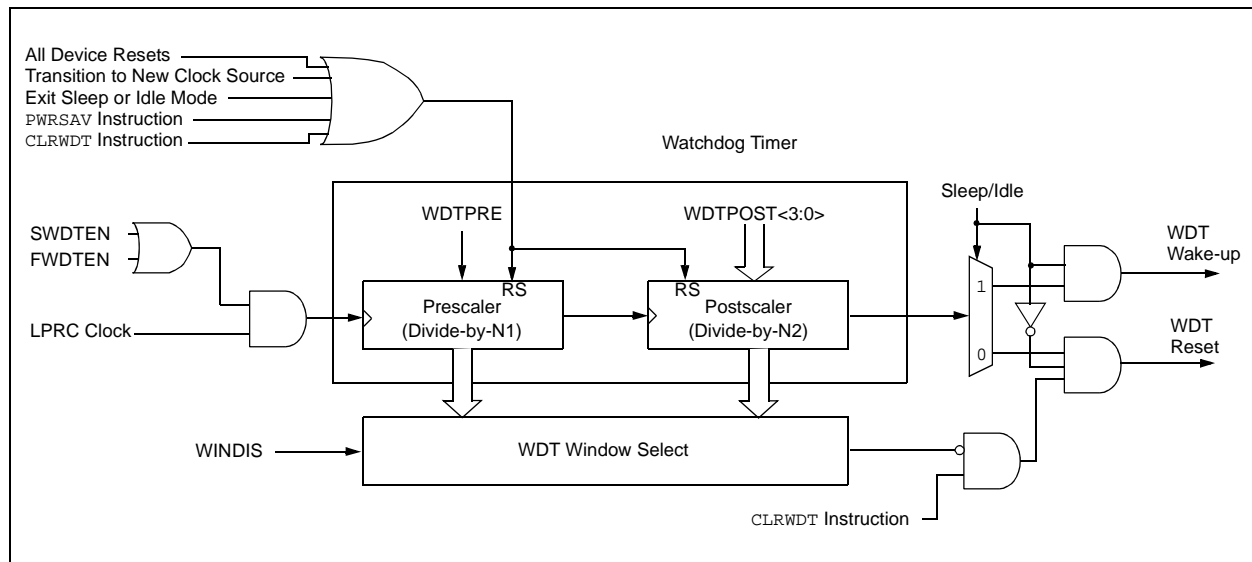 All Device Resets
Transition to New Clock Source
Exit Sleep or Idle Mode
PWRSAV Instruction
CLRWDT Instruction
Watchdog Timer
Sleep/Idle
WDTPRE
WDTPOST<3:0>
SWDTEN
FWDTEN
WDT
Wake-up
RS
RS
1
Prescaler
(Divide-by-N1)
Postscaler
(Divide-by-N2)
LPRC Clock
WDT
Reset
0
WINDIS
WDT Window Select
CLRWDT Instruction